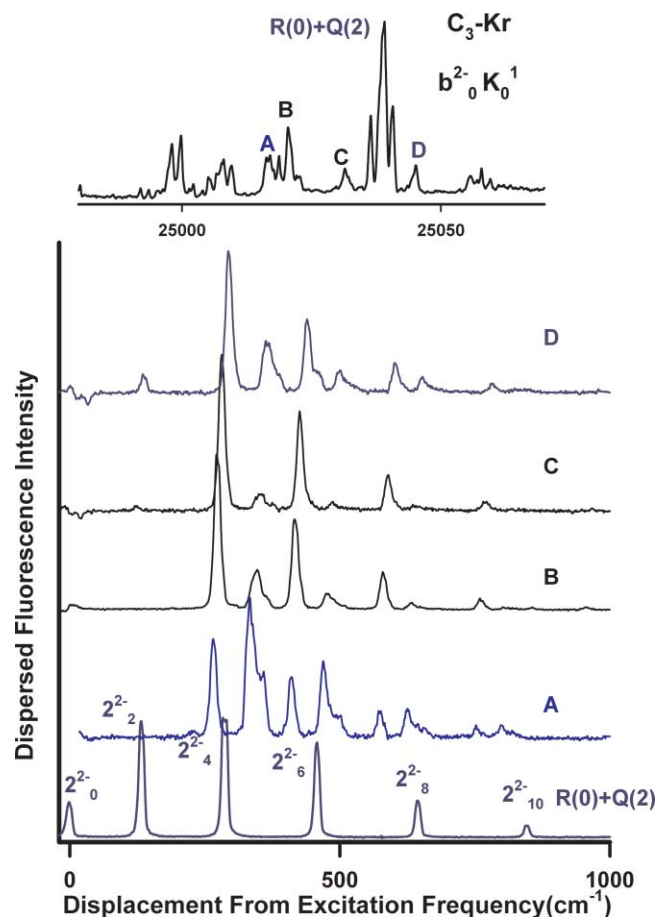 R(0)+Q(2)
C₃-Kr
b²⁻₀ K₀¹
B
A
C
D
25000
25050
D
C
B
A
2²⁻₀
2²⁻₂
2²⁻₄
2²⁻₆
2²⁻₈
2²⁻₁₀
R(0)+Q(2)
0
500
1000
Dispersed Fluorescence Intensity
Displacement From Excitation Frequency(cm⁻¹)